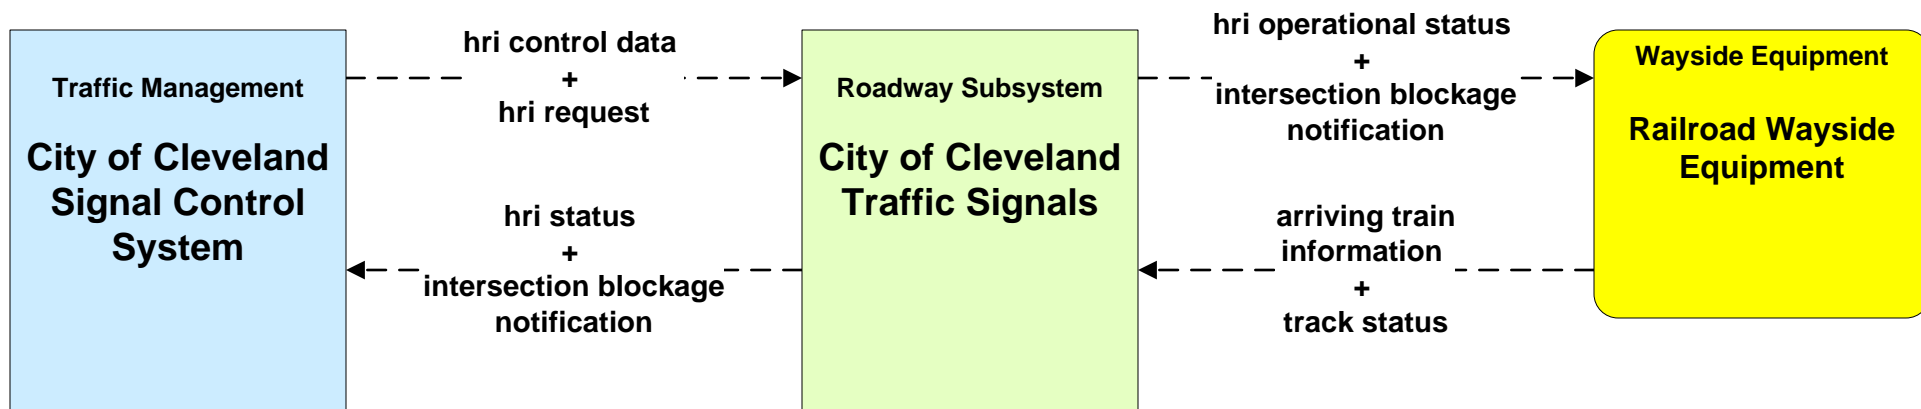 Traffic Management
City of Cleveland
Signal Control
System
hri control data
+
hri request
hri status
+
intersection blockage
notification
Roadway Subsystem
City of Cleveland
Traffic Signals
hri operational status
+
intersection blockage
notification
arriving train
information
+
track status
Wayside Equipment
Railroad Wayside
Equipment